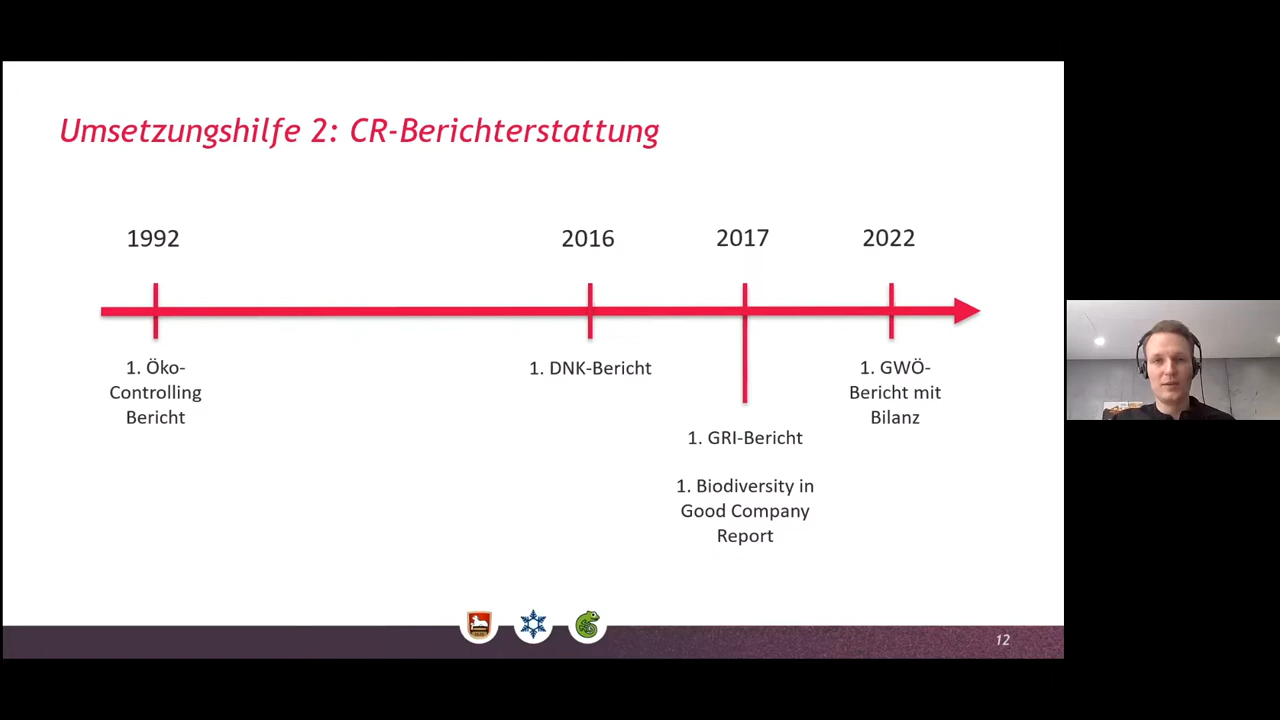 Umsetzungshilfe 2: CR-Berichterstattung
1992
2016
2017
2022
1. Öko-
Controlling
Bericht
1. DNK-Bericht
1. GRI-Bericht
1. Biodiversity in
Good Company
Report
1. GWÖ-
Bericht mit
Bilanz
12